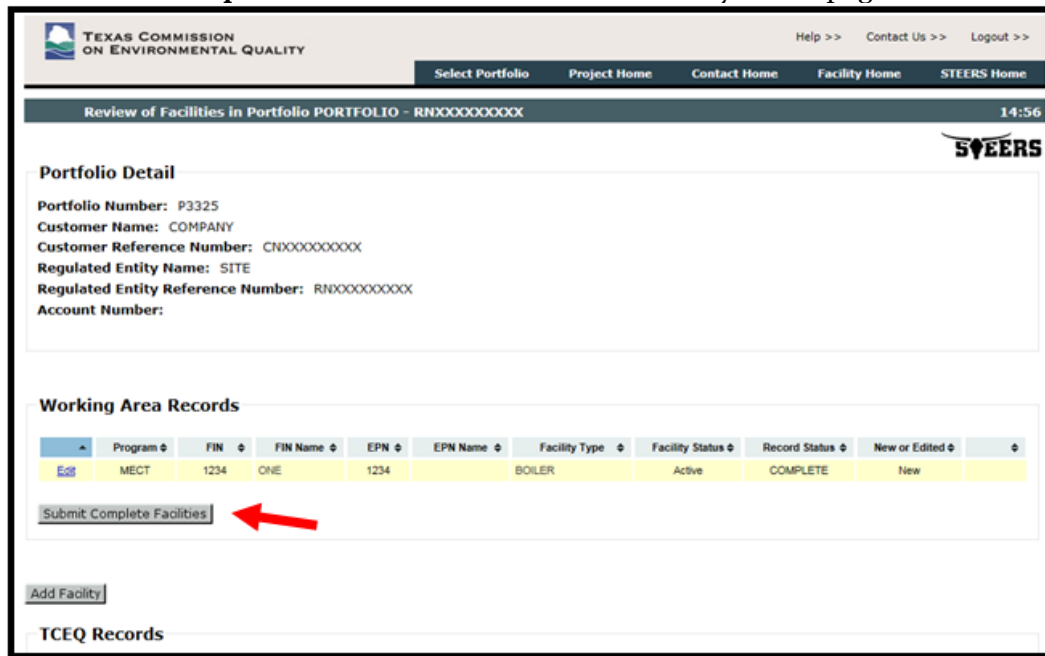 TEXAS COMMISSION
ON ENVIRONMENTAL QUALITY
Help >> Contact Us >> Logout >>
Select Portfolio Project Home Contact Home Facility Home STEERS Home
Review of Facilities in Portfolio PORTFOLIO - RNXXXXXXXXX 14:56
STEERS
Portfolio Detail
Portfolio Number: P3325
Customer Name: COMPANY
Customer Reference Number: CNXXXXXXXXX
Regulated Entity Name: SITE
Regulated Entity Reference Number: RNXXXXXXXXX
Account Number:
Working Area Records
Program FIN FIN Name EPN EPN Name Facility Type Facility Status Record Status New or Edited
Edit MECT 1234 ONE 1234 BOILER Active COMPLETE New
Submit Complete Facilities
Add Facility
TCEQ Records